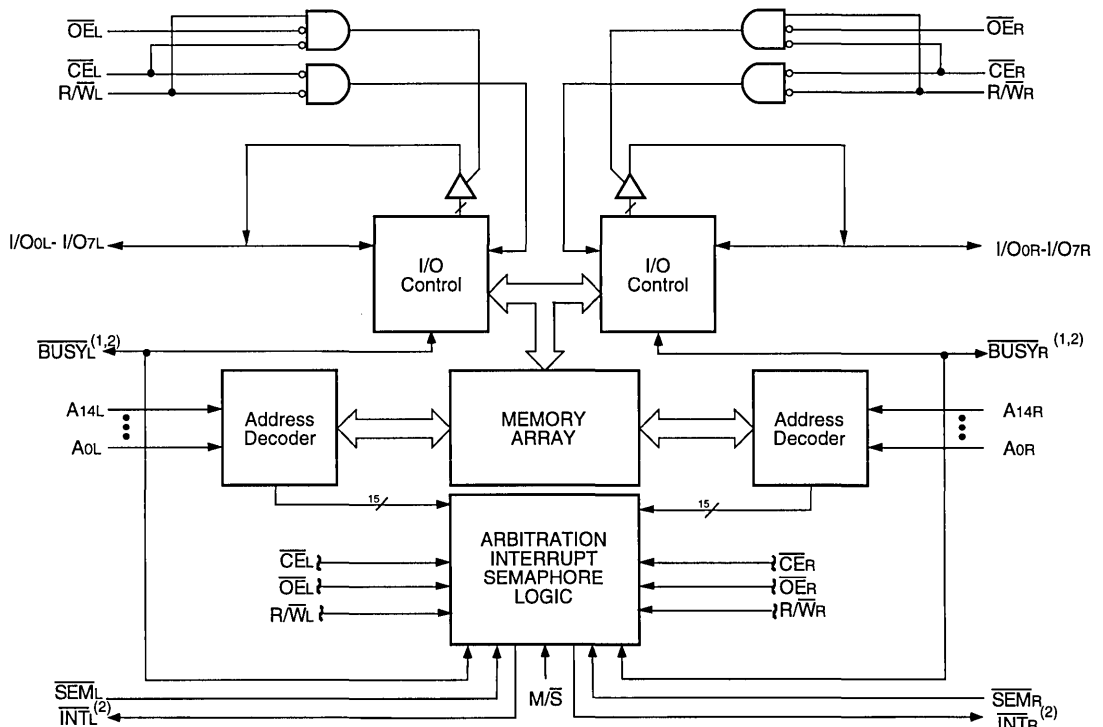 OEL
OER
CEL
CER
R/WL
R/WR
I/O0L- I/O7L
I/O
Control
I/O
Control
I/O0R-I/O7R
BUSYL(1,2)
BUSYR (1,2)
A14L
Address
Decoder
MEMORY
ARRAY
Address
Decoder
A14R
A0L
A0R
15
15
ARBITRATION
INTERRUPT
SEMAPHORE
LOGIC
CEL
CER
OEL
OER
R/WL
R/WR
M/S
SEML
SEMR
INTL(2)
INTR(2)